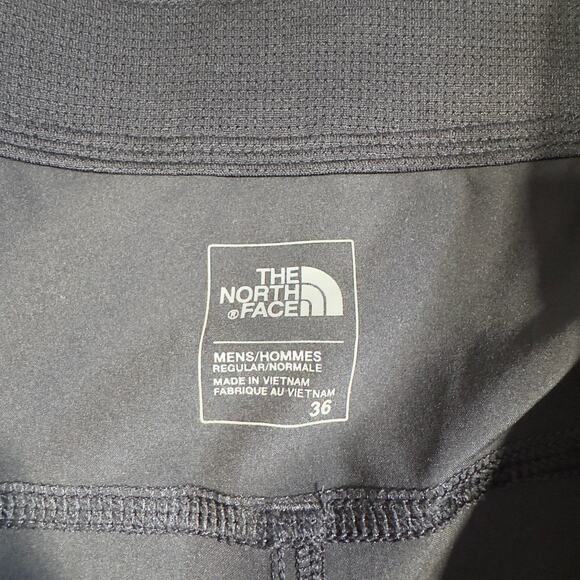 THE
NORTH
® FACE
MENS/HOMMES
REGULAR/NORMALE
MADE IN VIETNAM
FABRIQUE AU VIETNAM
36